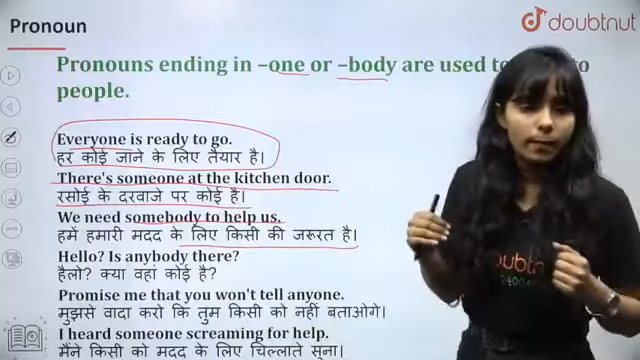 Pronoun
doubtnut
Pronouns ending in –one or –body are used to
people.
Everyone is ready to go.
हर कोई जाने के लिए तैयार है।
There's someone at the kitchen door.
रसोई के दरवाजे पर कोई है।
We need somebody to help us.
हमें हमारी मदद के लिए किसी की जरूरत है।
Hello? Is anybody there?
हैलो? क्या वहां कोई है?
Promise me that you won't tell anyone.
मुझसे वादा करो कि तुम किसी को नहीं बताओगे।
I heard someone screaming for help.
मैंने किसी को मदद के लिए चिल्लाते सुना।